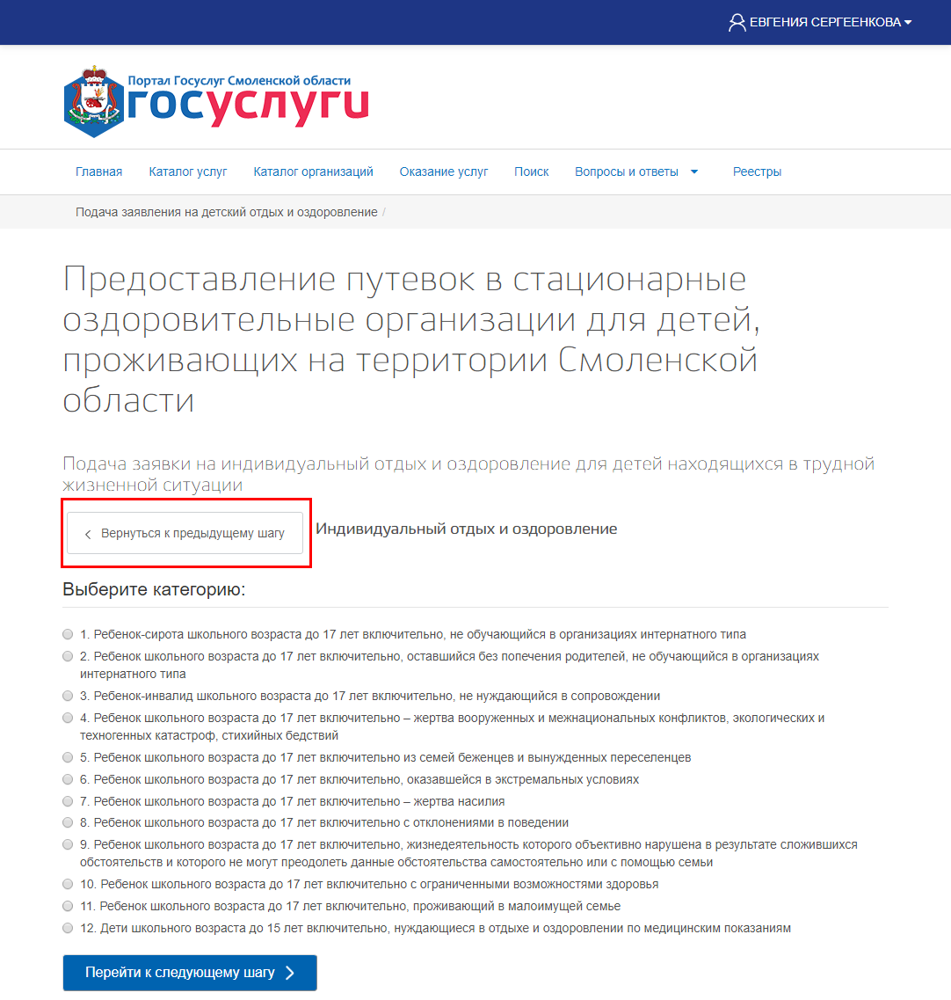 ЕВГЕНИЯ СЕРГЕЕНКОВА
Портал Госуслуг Смоленской области
госуслуги
Главная Каталог услуг Каталог организаций Оказание услуг Поиск Вопросы и ответы Реестры
Подача заявления на детский отдых и оздоровление /
Предоставление путевок в стационарные
оздоровительные организации для детей,
проживающих на территории Смоленской
области
Подача заявки на индивидуальный отдых и оздоровление для детей находящихся в трудной
жизненной ситуации
Вернуться к предыдущему шагу Индивидуальный отдых и оздоровление
Выберите категорию:
1. Ребенок-сирота школьного возраста до 17 лет включительно, не обучающийся в организациях интернатного типа
2. Ребенок школьного возраста до 17 лет включительно, оставшийся без попечения родителей, не обучающийся в организациях
интернатного типа
3. Ребенок-инвалид школьного возраста до 17 лет включительно, не нуждающийся в сопровождении
4. Ребенок школьного возраста до 17 лет включительно – жертва вооруженных и межнациональных конфликтов, экологических и
техногенных катастроф, стихийных бедствий
5. Ребенок школьного возраста до 17 лет включительно из семей беженцев и вынужденных переселенцев
6. Ребенок школьного возраста до 17 лет включительно, оказавшейся в экстремальных условиях
7. Ребенок школьного возраста до 17 лет включительно – жертва насилия
8. Ребенок школьного возраста до 17 лет включительно с отклонениями в поведении
9. Ребенок школьного возраста до 17 лет включительно, жизнедеятельность которого объективно нарушена в результате сложившихся
обстоятельств и которого не могут преодолеть данные обстоятельства самостоятельно или с помощью семьи
10. Ребенок школьного возраста до 17 лет включительно с ограниченными возможностями здоровья
11. Ребенок школьного возраста до 17 лет включительно, проживающий в малоимущей семье
12. Дети школьного возраста до 15 лет включительно, нуждающиеся в отдыхе и оздоровлении по медицинским показаниям
Перейти к следующему шагу